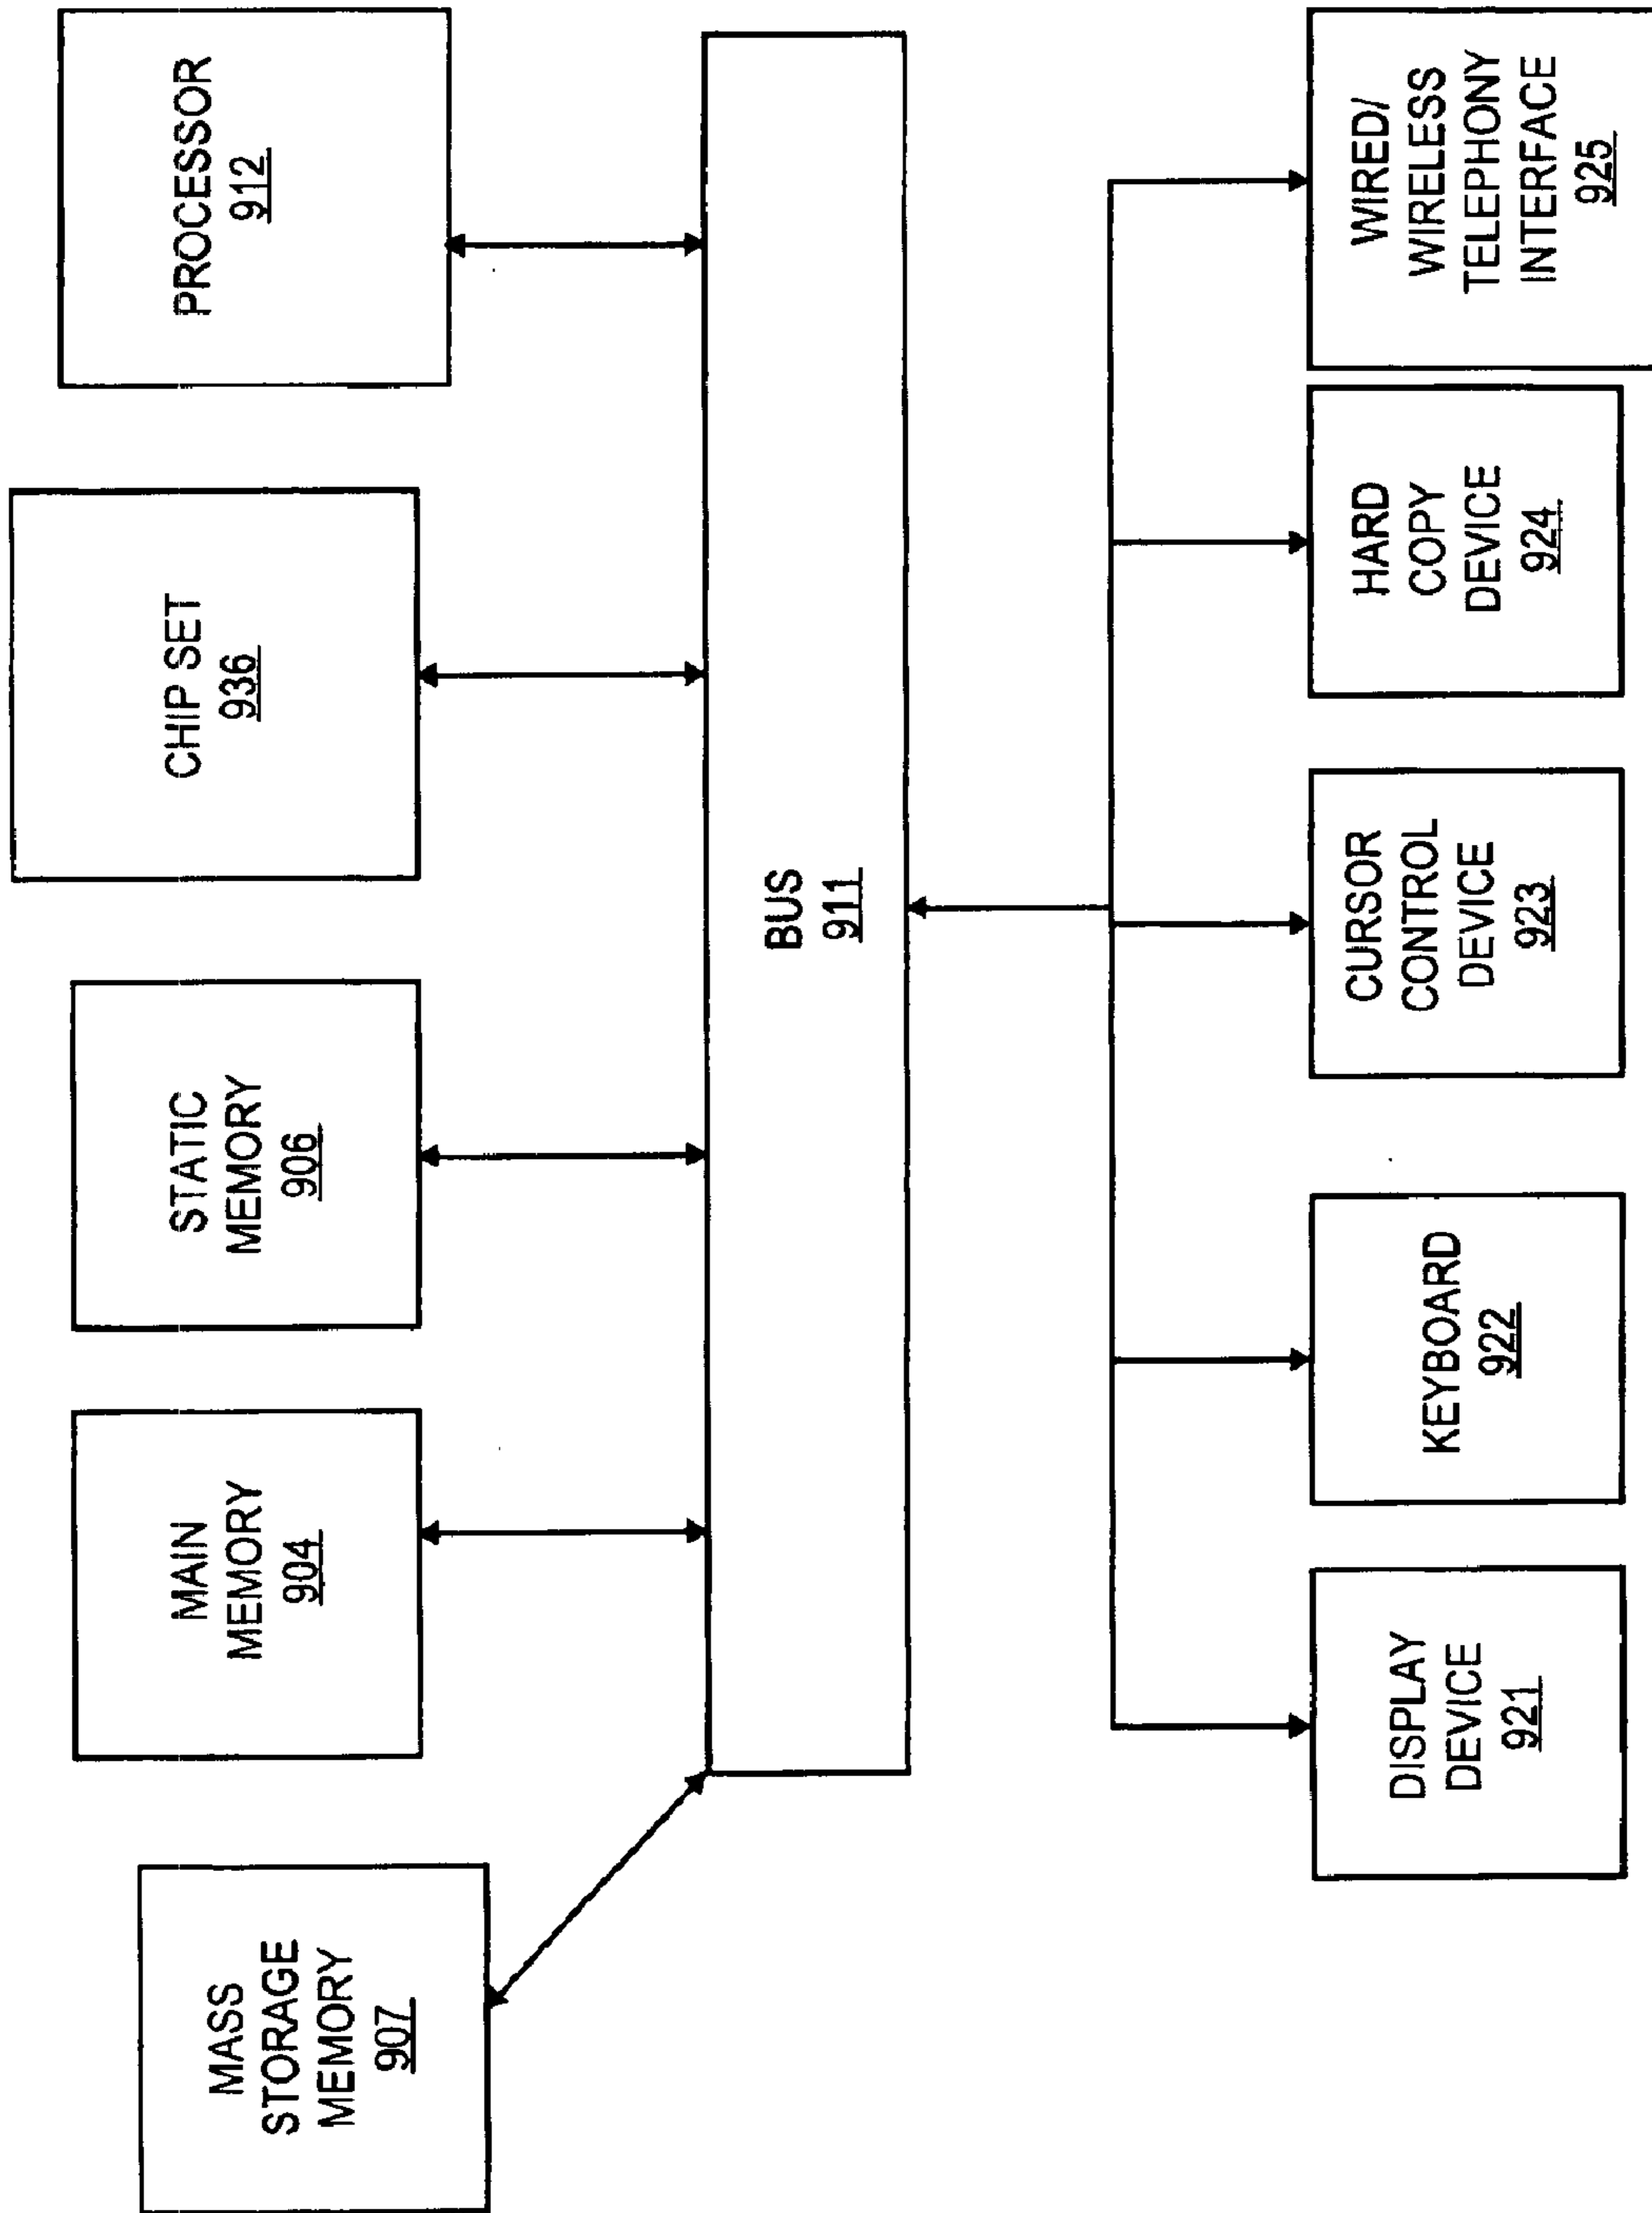 MASS
STORAGE
MEMORY
907
MAIN
MEMORY
904
STATIC
MEMORY
906
CHIP SET
936
PROCESSOR
912
BUS
911
DISPLAY
DEVICE
921
KEYBOARD
922
CURSOR
CONTROL
DEVICE
923
HARD
COPY
DEVICE
924
WIRED/
WIRELESS
TELEPHONY
INTERFACE
925